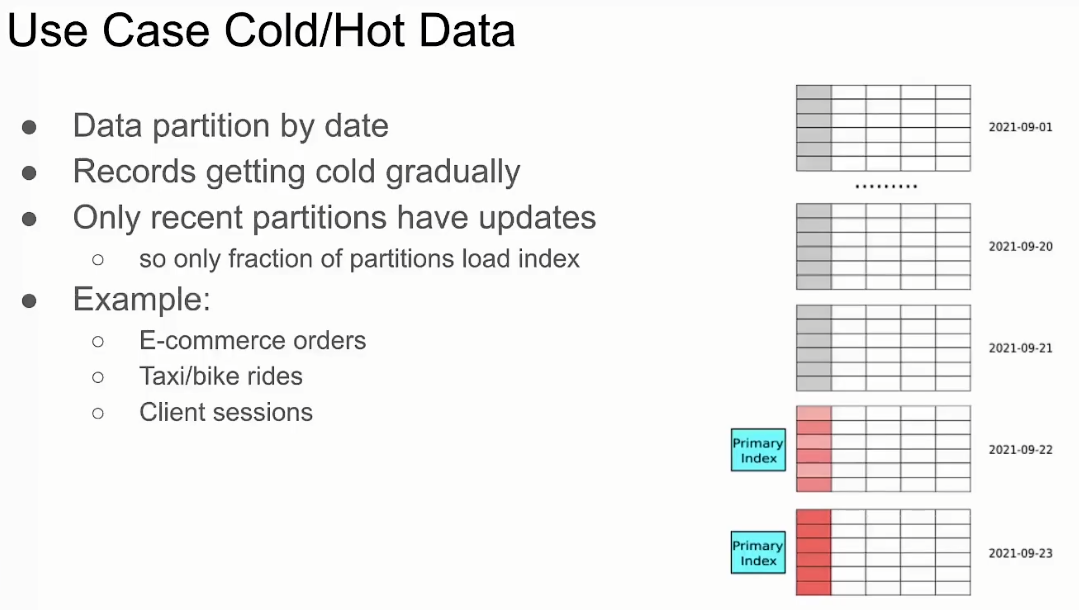 Use Case Cold/Hot Data
● Data partition by date
● Records getting cold gradually
● Only recent partitions have updates
○ so only fraction of partitions load index
● Example:
○ E-commerce orders
○ Taxi/bike rides
○ Client sessions
2021-09-01
.........
2021-09-20
2021-09-21
Primary
Index
2021-09-22
Primary
Index
2021-09-23